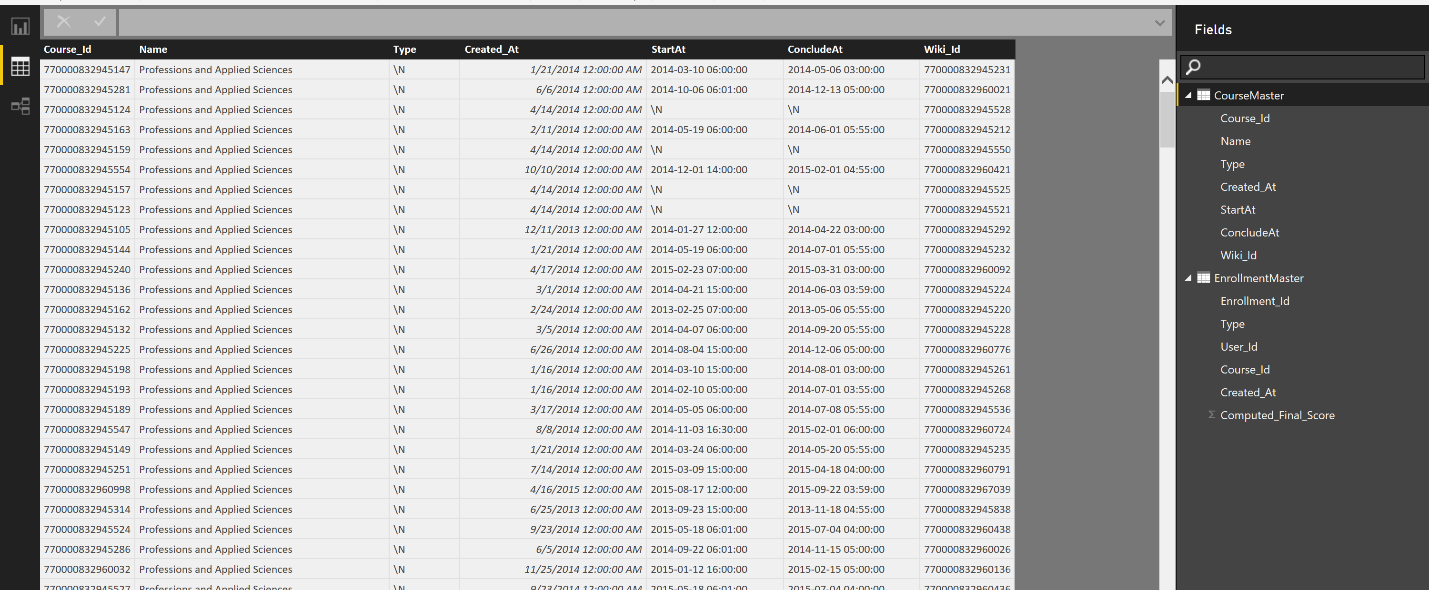 Course_Id Name Type Created_At StartAt ConcludeAt Wiki_Id
770000832945147 Professions and Applied Sciences \N 1/21/2014 12:00:00 AM 2014-03-10 06:00:00 2014-05-06 03:00:00 770000832945231
770000832945281 Professions and Applied Sciences \N 6/6/2014 12:00:00 AM 2014-10-06 06:01:00 2014-12-13 05:00:00 770000832960021
770000832945124 Professions and Applied Sciences \N 4/14/2014 12:00:00 AM \N \N 770000832945528
770000832945163 Professions and Applied Sciences \N 2/11/2014 12:00:00 AM 2014-05-19 06:00:00 2014-06-01 05:55:00 770000832945212
770000832945159 Professions and Applied Sciences \N 4/14/2014 12:00:00 AM \N \N 770000832945550
770000832945554 Professions and Applied Sciences \N 10/10/2014 12:00:00 AM 2014-12-01 14:00:00 2015-02-01 04:55:00 770000832960421
770000832945157 Professions and Applied Sciences \N 4/14/2014 12:00:00 AM \N \N 770000832945525
770000832945123 Professions and Applied Sciences \N 4/14/2014 12:00:00 AM \N \N 770000832945521
770000832945105 Professions and Applied Sciences \N 12/11/2013 12:00:00 AM 2014-01-27 12:00:00 2014-04-22 03:00:00 770000832945292
770000832945144 Professions and Applied Sciences \N 1/21/2014 12:00:00 AM 2014-05-19 06:00:00 2014-07-01 05:55:00 770000832945232
770000832945240 Professions and Applied Sciences \N 4/17/2014 12:00:00 AM 2015-02-23 07:00:00 2015-03-31 03:00:00 770000832960092
770000832945136 Professions and Applied Sciences \N 3/1/2014 12:00:00 AM 2014-04-21 15:00:00 2014-06-03 03:59:00 770000832945224
770000832945162 Professions and Applied Sciences \N 2/24/2014 12:00:00 AM 2013-02-25 07:00:00 2013-05-06 05:55:00 770000832945220
770000832945132 Professions and Applied Sciences \N 3/5/2014 12:00:00 AM 2014-04-07 06:00:00 2014-09-20 05:55:00 770000832945228
770000832945225 Professions and Applied Sciences \N 6/26/2014 12:00:00 AM 2014-08-04 15:00:00 2014-12-06 05:00:00 770000832960776
770000832945198 Professions and Applied Sciences \N 1/16/2014 12:00:00 AM 2014-03-10 15:00:00 2014-08-01 03:00:00 770000832945261
770000832945193 Professions and Applied Sciences \N 1/16/2014 12:00:00 AM 2014-02-10 05:00:00 2014-07-01 03:55:00 770000832945268
770000832945189 Professions and Applied Sciences \N 3/17/2014 12:00:00 AM 2014-05-05 06:00:00 2014-07-08 05:55:00 770000832945536
770000832945547 Professions and Applied Sciences \N 8/8/2014 12:00:00 AM 2014-11-03 16:30:00 2015-02-01 06:00:00 770000832960724
770000832945149 Professions and Applied Sciences \N 1/21/2014 12:00:00 AM 2014-03-24 06:00:00 2014-05-20 05:55:00 770000832945235
770000832945251 Professions and Applied Sciences \N 7/14/2014 12:00:00 AM 2015-03-09 15:00:00 2015-04-18 04:00:00 770000832960791
770000832960998 Professions and Applied Sciences \N 4/16/2015 12:00:00 AM 2015-08-17 12:00:00 2015-09-22 03:59:00 770000832967039
770000832945314 Professions and Applied Sciences \N 6/25/2013 12:00:00 AM 2013-09-23 15:00:00 2013-11-18 04:55:00 770000832945838
770000832945524 Professions and Applied Sciences \N 9/23/2014 12:00:00 AM 2015-05-18 06:01:00 2015-07-04 04:00:00 770000832960438
770000832945286 Professions and Applied Sciences \N 6/5/2014 12:00:00 AM 2014-09-22 06:01:00 2014-11-15 05:00:00 770000832960026
770000832960032 Professions and Applied Sciences \N 11/25/2014 12:00:00 AM 2015-01-12 16:00:00 2015-02-15 05:00:00 770000832960136
770000832945527 Professions and Applied Sciences \N 9/23/2014 12:00:00 AM 2015-05-18 06:01:00 2015-07-04 04:00:00 770000832960436
Fields
CourseMaster
Course_Id
Name
Type
Created_At
StartAt
ConcludeAt
Wiki_Id
EnrollmentMaster
Enrollment_Id
Type
User_Id
Course_Id
Created_At
Σ Computed_Final_Score